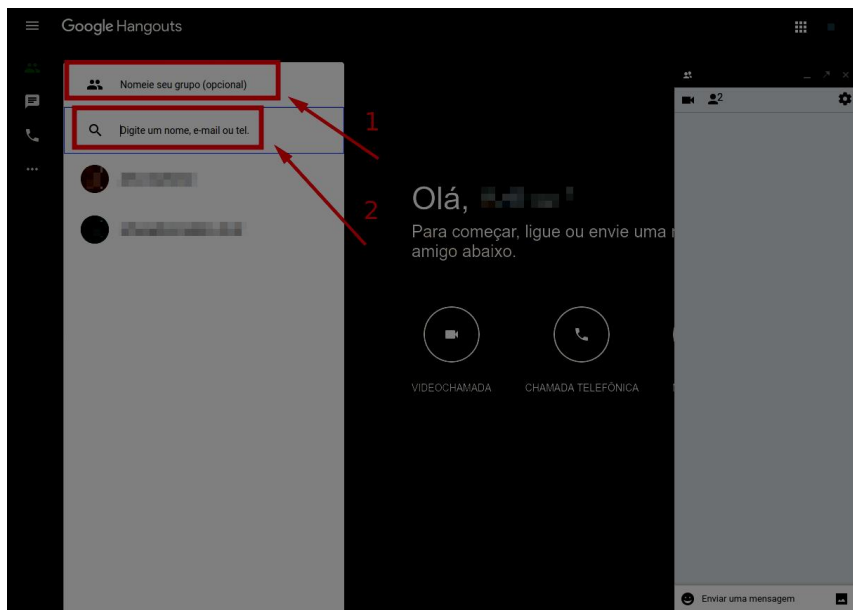 Google Hangouts
Nomeie seu grupo (opcional)
1
Digite um nome, e-mail ou tel.
2
2
Olá,
Para começar, ligue ou envie uma
amigo abaixo.
VIDEOCHAMADA
CHAMADA TELEFÔNICA
Enviar uma mensagem